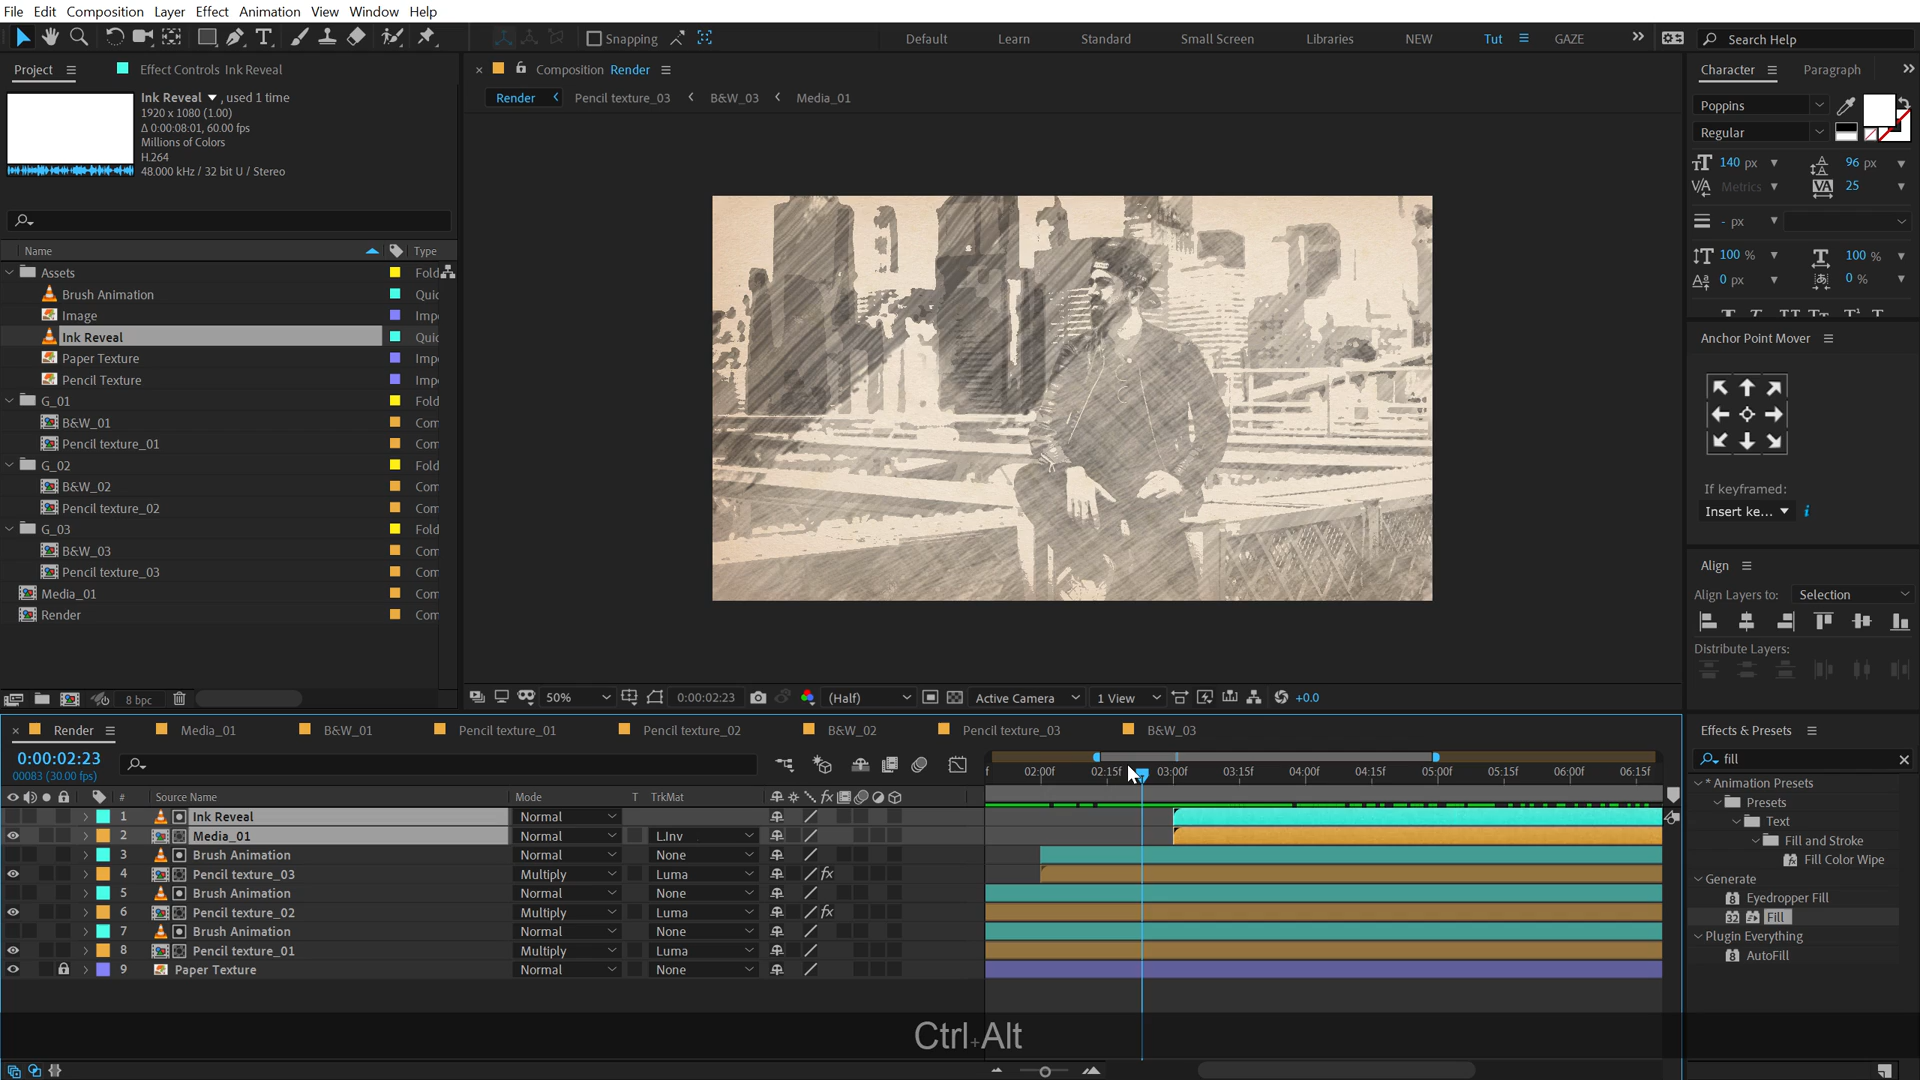 File Edit Composition Layer Effect Animation View Window Help
Snapping Default Learn Standard Small Screen Libraries NEW Tut GAZE Search Help
Project Effect Controls Ink Reveal
Composition Render
Character Paragraph
Ink Reveal , used 1 time
1920 x 1080 (1.00)
Δ 0:00:08:01, 60.00 fps
Millions of Colors
H.264
48.000 kHz / 32 bit U / Stereo
Render Pencil texture_03 B&W_03 Media_01
Poppins
Regular
140 px 96 px
Metrics 25
- px
100 % 100 %
0 px 0 %
Name Type
Assets Fold
Brush Animation Quic
Image Impo
Ink Reveal Quic
Paper Texture Impo
Pencil Texture Impo
G_01 Fold
B&W_01 Com
Pencil texture_01 Com
G_02 Fold
B&W_02 Com
Pencil texture_02 Com
G_03 Fold
B&W_03 Com
Pencil texture_03 Com
Media_01 Com
Render Com
8 bpc
Anchor Point Mover
If keyframed:
Insert ke...
Align
Align Layers to: Selection
Distribute Layers:
50% 0:00:02:23 (Half) Active Camera 1 View +0.0
Render Media_01 B&W_01 Pencil texture_01 Pencil texture_02 B&W_02 Pencil texture_03 B&W_03
0:00:02:23
00083 (30.00 fps)
f 02:00f 02:15f 03:00f 03:15f 04:00f 04:15f 05:00f 05:15f 06:00f 06:15f
# Source Name Mode T TrkMat
1 Ink Reveal Normal
2 Media_01 Normal L.Inv
3 Brush Animation Normal None
4 Pencil texture_03 Multiply Luma
5 Brush Animation Normal None
6 Pencil texture_02 Multiply Luma
7 Brush Animation Normal None
8 Pencil texture_01 Multiply Luma
9 Paper Texture Normal None
Ctrl+Alt
Effects & Presets
fill
* Animation Presets
Presets
Text
Fill and Stroke
Fill Color Wipe
Generate
Eyedropper Fill
Fill
Plugin Everything
AutoFill